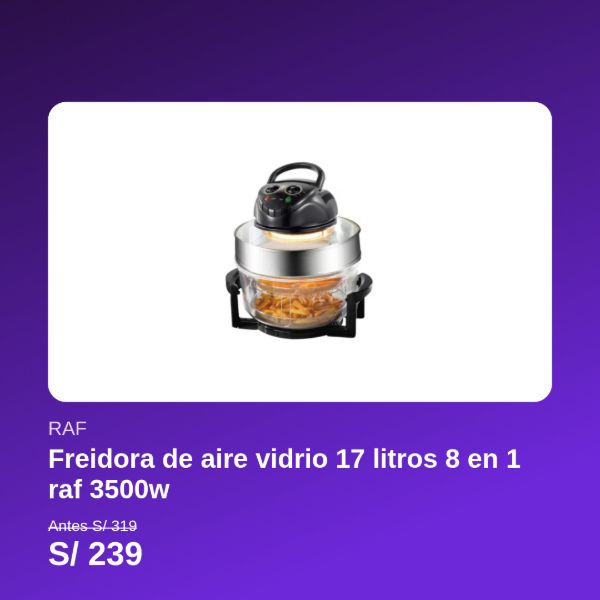 RAF
Freidora de aire vidrio 17 litros 8 en 1
raf 3500w
Antes S/ 319
S/ 239